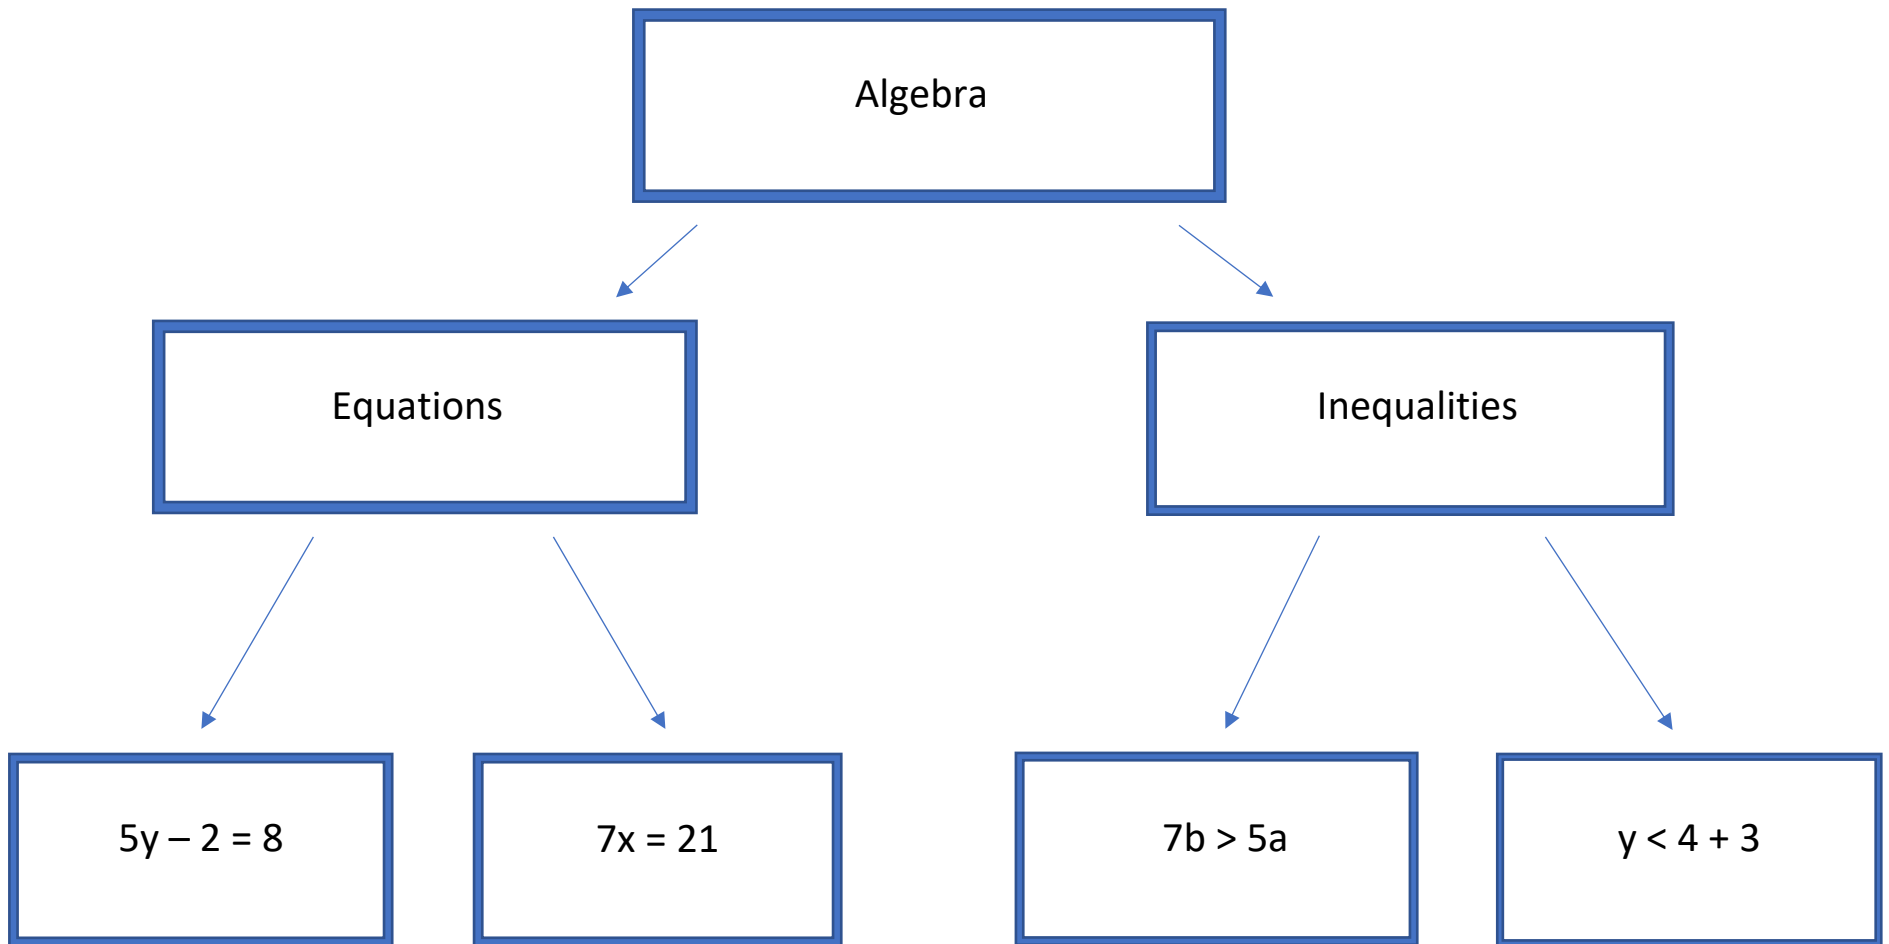 Algebra
Equations
Inequalities
5y – 2 = 8
7x = 21
7b > 5a
y < 4 + 3